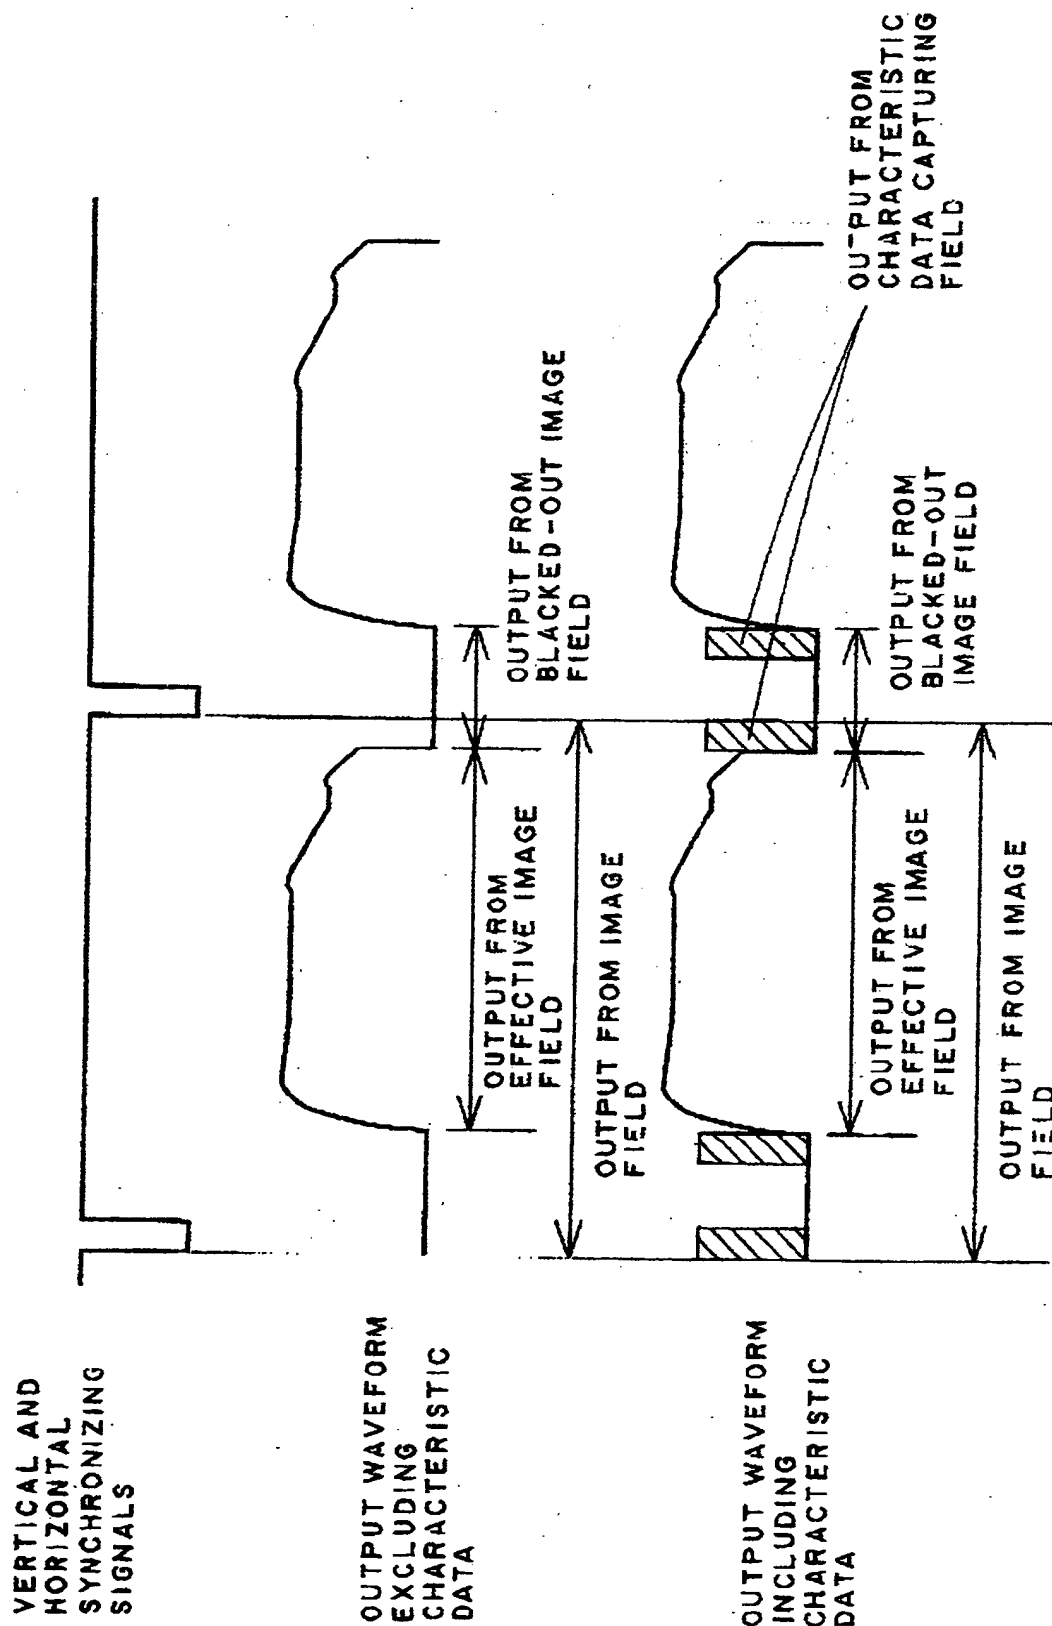 VERTICAL AND
HORIZONTAL
SYNCHRONIZING
SIGNALS
OUTPUT WAVEFORM
EXCLUDING
CHARACTERISTIC
DATA
OUTPUT FROM
EFFECTIVE IMAGE
FIELD
OUTPUT FROM
BLACKED-OUT IMAGE
FIELD
OUTPUT FROM IMAGE
FIELD
OUTPUT WAVEFORM
INCLUDING
CHARACTERISTIC
DATA
OUTPUT FROM
EFFECTIVE IMAGE
FIELD
OUTPUT FROM
BLACKED-OUT
IMAGE FIELD
OUTPUT FROM
CHARACTERISTIC
DATA CAPTURING
FIELD
OUTPUT FROM IMAGE
FIELD